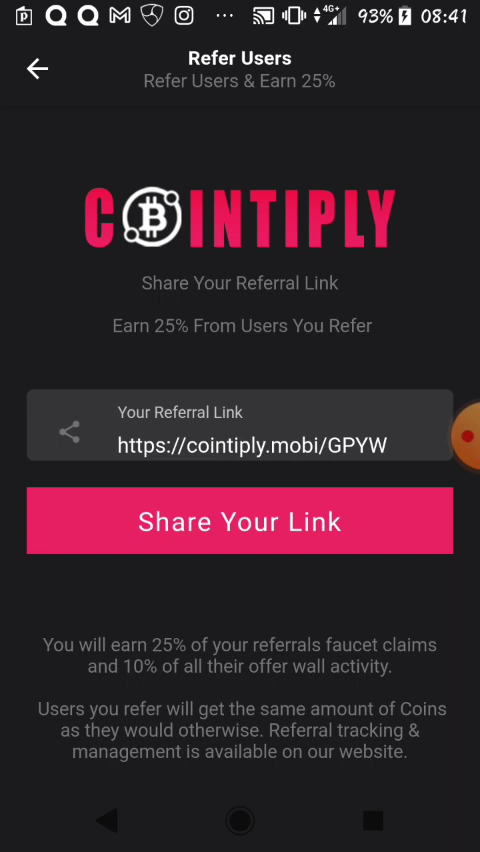 4G+ 93% 08:41
Refer Users
Refer Users & Earn 25%
COINTIPLY
Share Your Referral Link
Earn 25% From Users You Refer
Your Referral Link
https://cointiply.mobi/GPYW
Share Your Link
You will earn 25% of your referrals faucet claims
and 10% of all their offer wall activity.
Users you refer will get the same amount of Coins
as they would otherwise. Referral tracking &
management is available on our website.